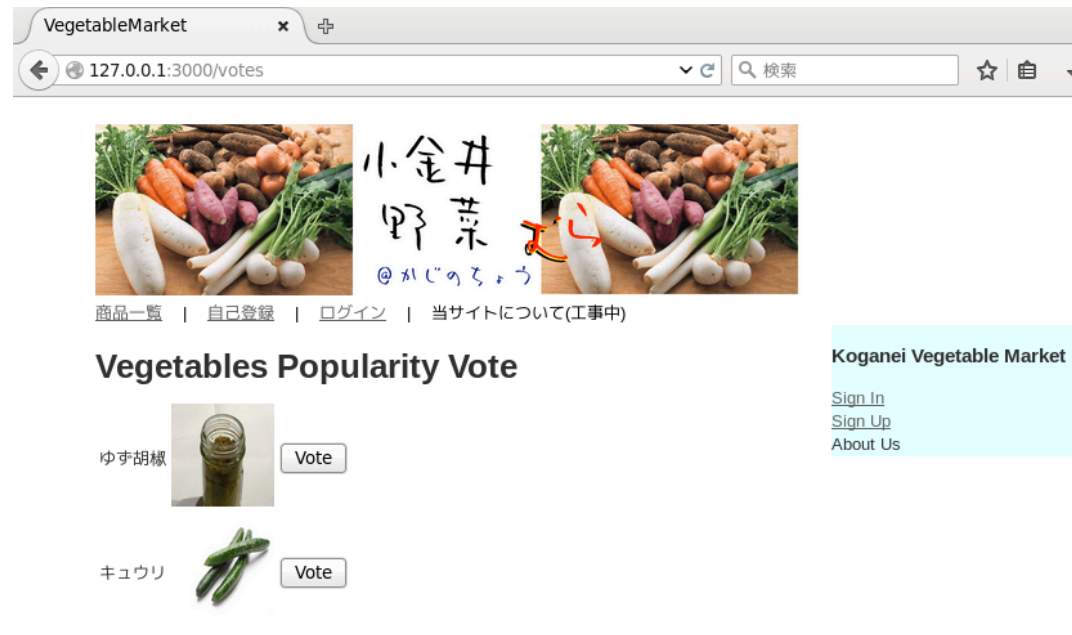 VegetableMarket
127.0.0.1:3000/votes
検索
小金井
野菜むら
@かじのちょう
商品一覧 | 自己登録 | ログイン | 当サイトについて(工事中)
Vegetables Popularity Vote
ゆず胡椒 Vote
キュウリ Vote
Koganei Vegetable Market
Sign In
Sign Up
About Us